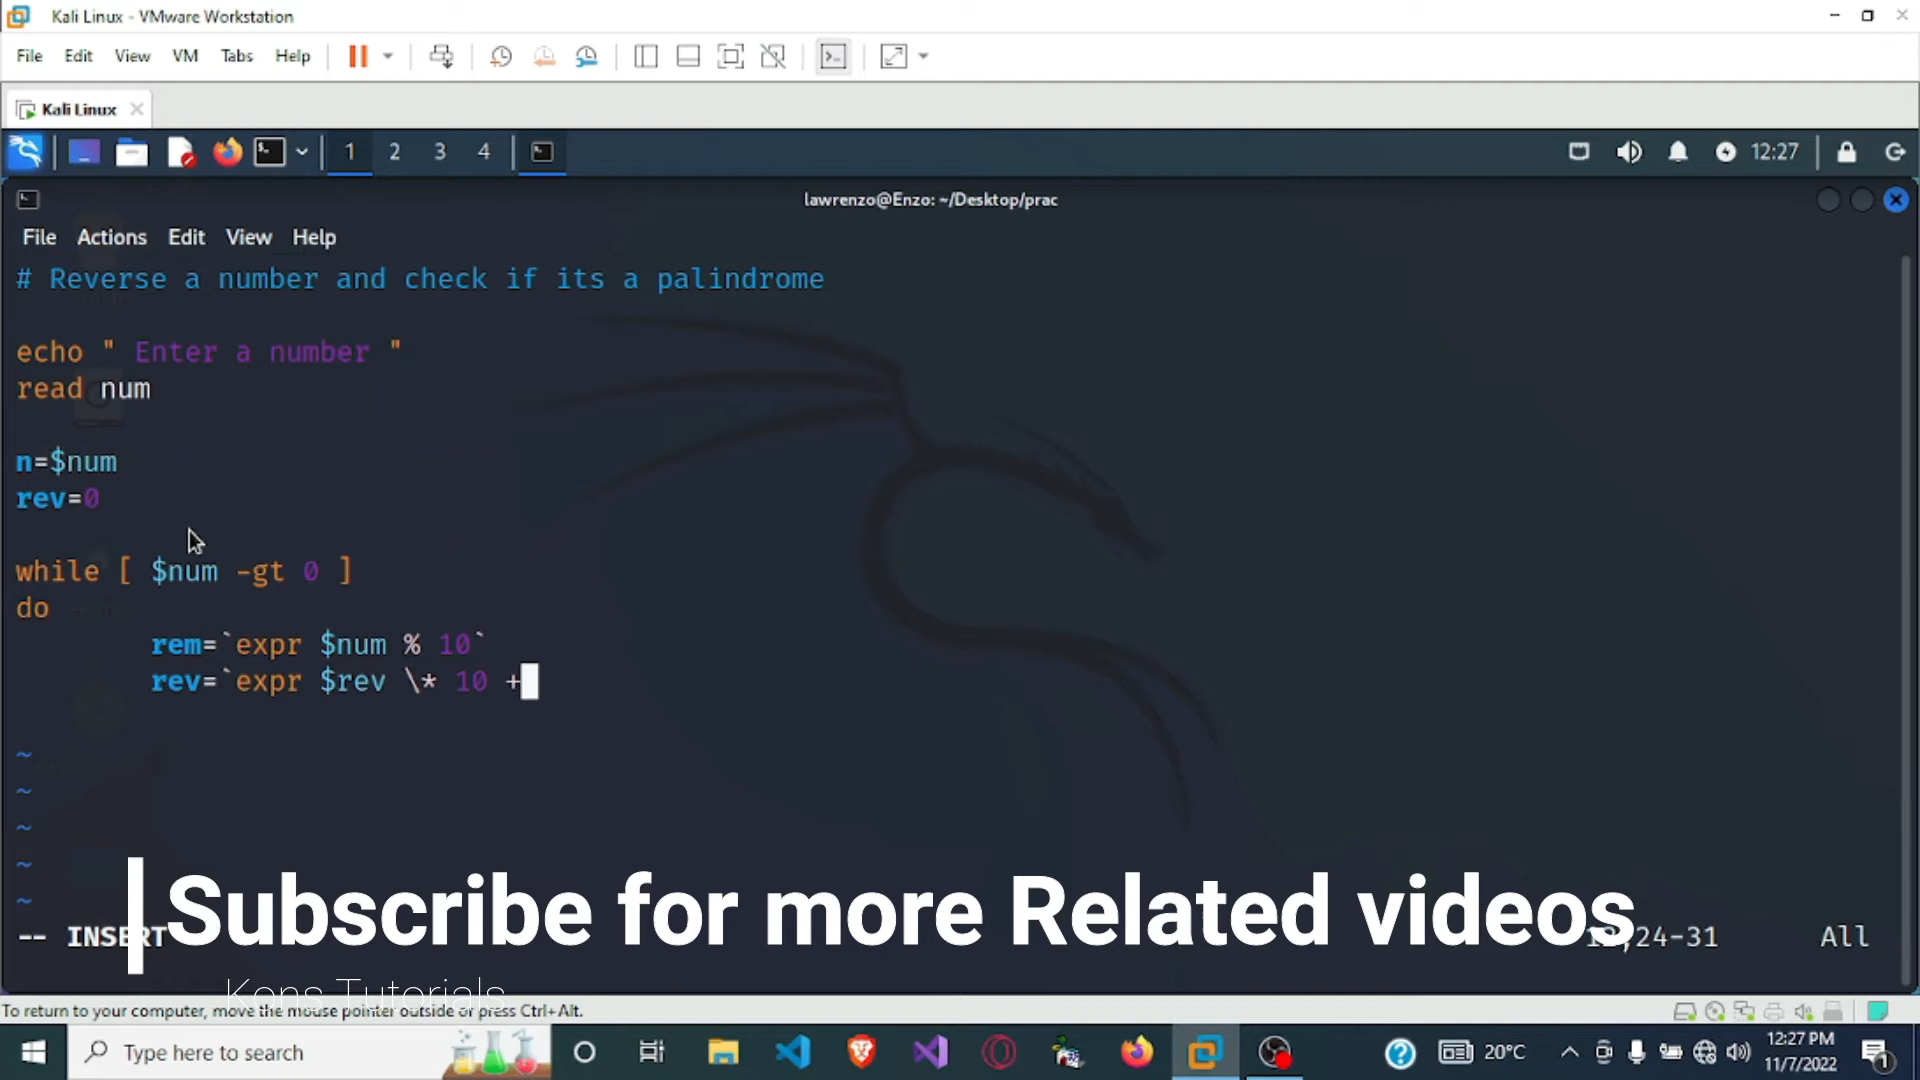 Kali Linux - VMware Workstation
File Edit View VM Tabs Help
Kali Linux
1 2 3 4 12:27
lawrenzo@Enzo: ~/Desktop/prac
File Actions Edit View Help
# Reverse a number and check if its a palindrome
echo " Enter a number "
read num
n=$num
rev=0
while [ $num -gt 0 ]
do
rem=`expr $num % 10`
rev=`expr $rev \* 10 +
~
~
~
~
~
Subscribe for more Related videos
-- INSERT
,24-31 All
Kons Tutorials
To return to your computer, move the mouse pointer outside or press Ctrl+Alt.
Type here to search
20°C
12:27 PM
11/7/2022
1